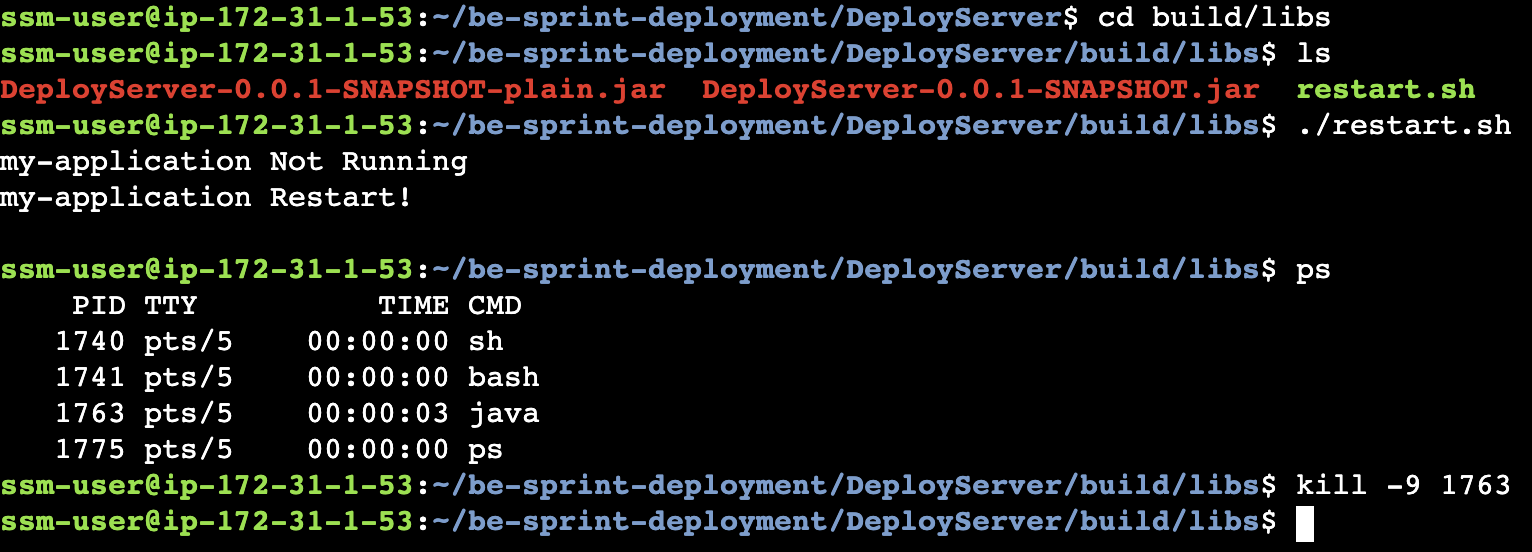 ssm-user@ip-172-31-1-53:~/be-sprint-deployment/DeployServer$ cd build/libs
ssm-user@ip-172-31-1-53:~/be-sprint-deployment/DeployServer/build/libs$ ls
DeployServer-0.0.1-SNAPSHOT-plain.jar  DeployServer-0.0.1-SNAPSHOT.jar  restart.sh
ssm-user@ip-172-31-1-53:~/be-sprint-deployment/DeployServer/build/libs$ ./restart.sh
my-application Not Running
my-application Restart!
ssm-user@ip-172-31-1-53:~/be-sprint-deployment/DeployServer/build/libs$ ps
    PID TTY          TIME CMD
   1740 pts/5    00:00:00 sh
   1741 pts/5    00:00:00 bash
   1763 pts/5    00:00:03 java
   1775 pts/5    00:00:00 ps
ssm-user@ip-172-31-1-53:~/be-sprint-deployment/DeployServer/build/libs$ kill -9 1763
ssm-user@ip-172-31-1-53:~/be-sprint-deployment/DeployServer/build/libs$